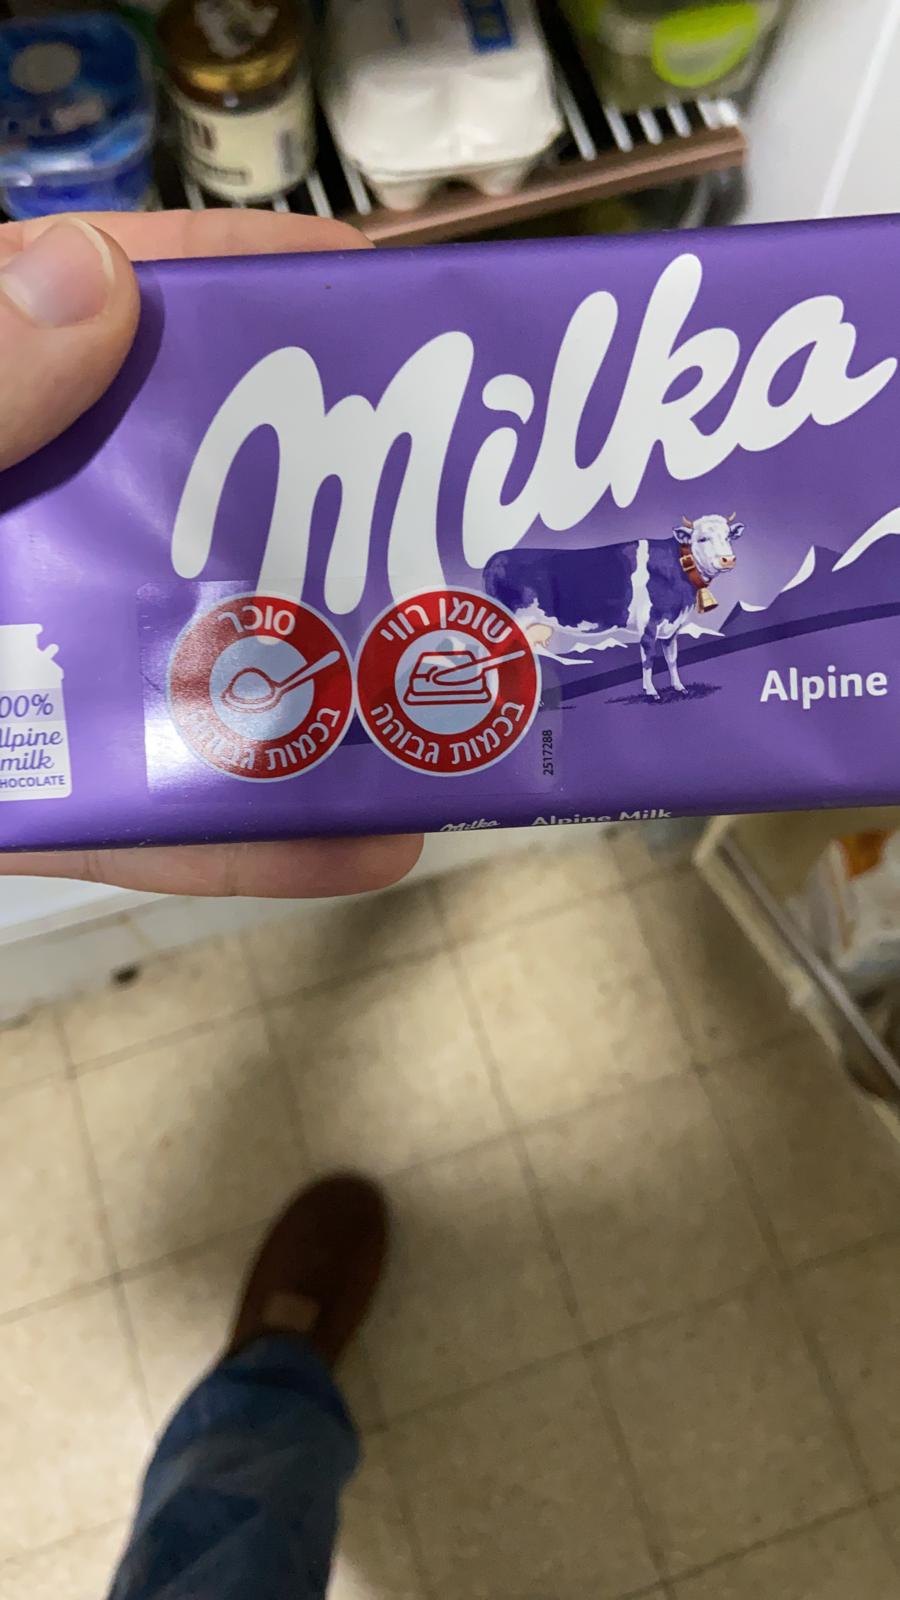 Milka
סוכר
בכמות גבוהה
שומן רווי
בכמות גבוהה
2517288
Alpine
00%
lpine
milk
HOCOLATE
Milka Alpine Milk